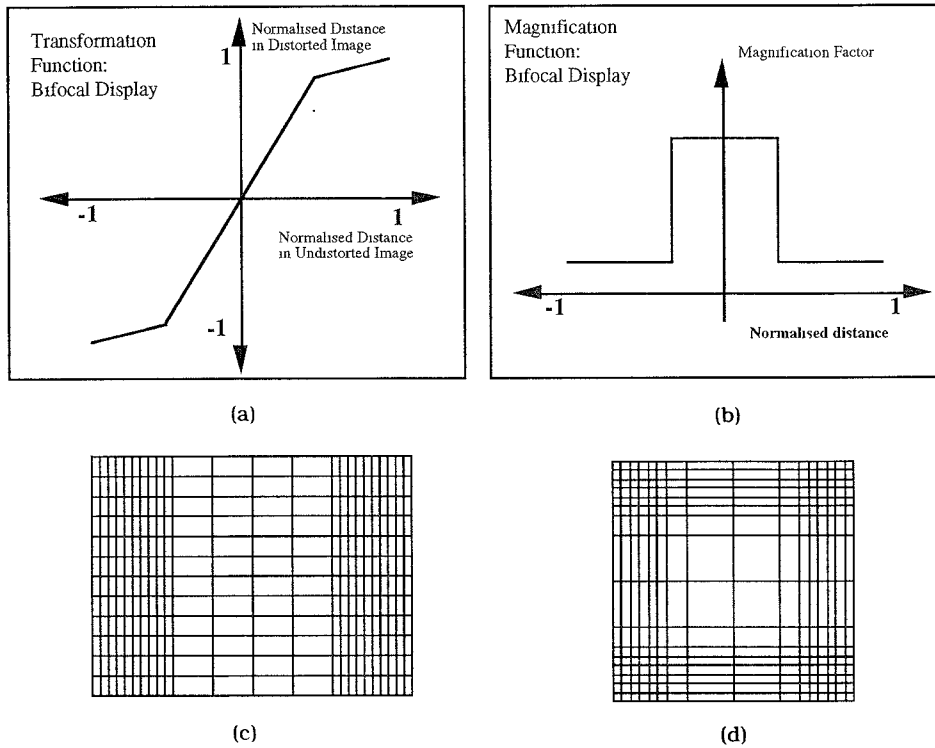 Transformation
Function:
Bifocal Display
Normalised Distance
in Distorted Image
1
-1
1
Normalised Distance
in Undistorted Image
-1
(a)
Magnification
Function:
Bifocal Display
Magnification Factor
-1
1
Normalised distance
(b)
(c)
(d)